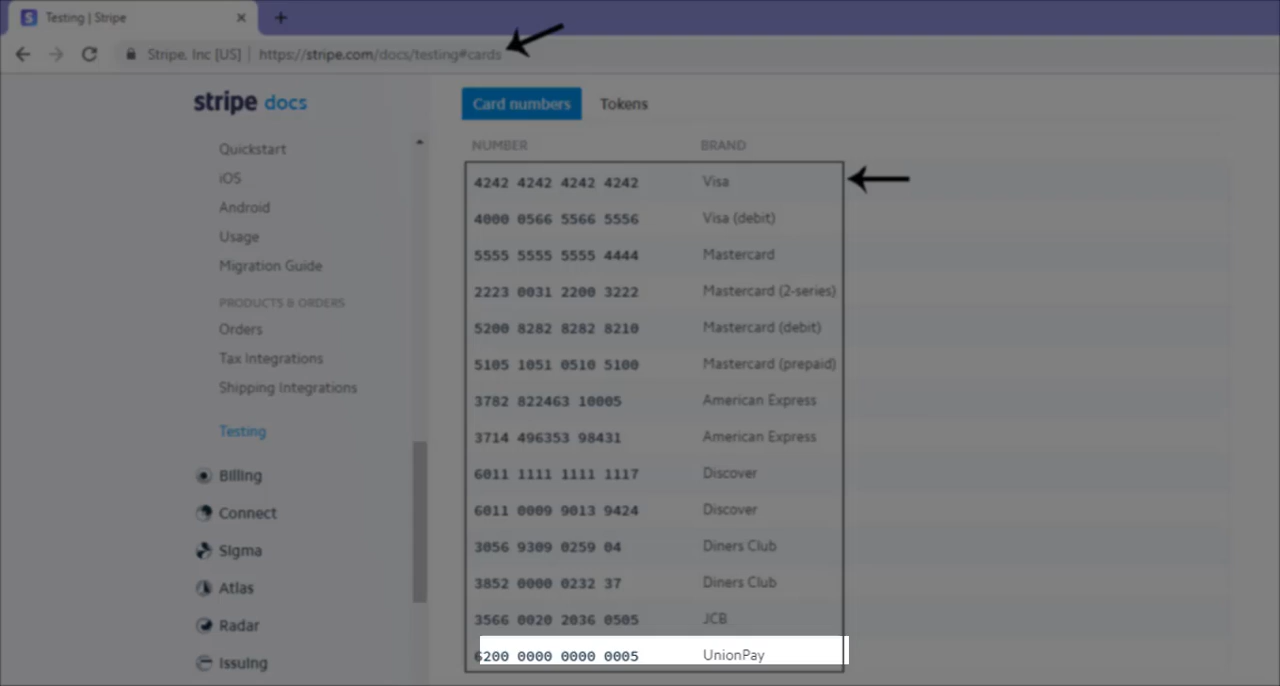 Testing | Stripe
Stripe, Inc [US] | https://stripe.com/docs/testing#cards
stripe docs
Quickstart
iOS
Android
Usage
Migration Guide
PRODUCTS & ORDERS
Orders
Tax Integrations
Shipping Integrations
Testing
Billing
Connect
Sigma
Atlas
Radar
Issuing
Card numbers Tokens
NUMBER BRAND
4242 4242 4242 4242 Visa
4000 0566 5566 5556 Visa (debit)
5555 5555 5555 4444 Mastercard
2223 0031 2200 3222 Mastercard (2-series)
5200 8282 8282 8210 Mastercard (debit)
5105 1051 0510 5100 Mastercard (prepaid)
3782 822463 10005 American Express
3714 496353 98431 American Express
6011 1111 1111 1117 Discover
6011 0009 9013 9424 Discover
3056 9309 0259 04 Diners Club
3852 0000 0232 37 Diners Club
3566 0020 2036 0505 JCB
6200 0000 0000 0005 UnionPay